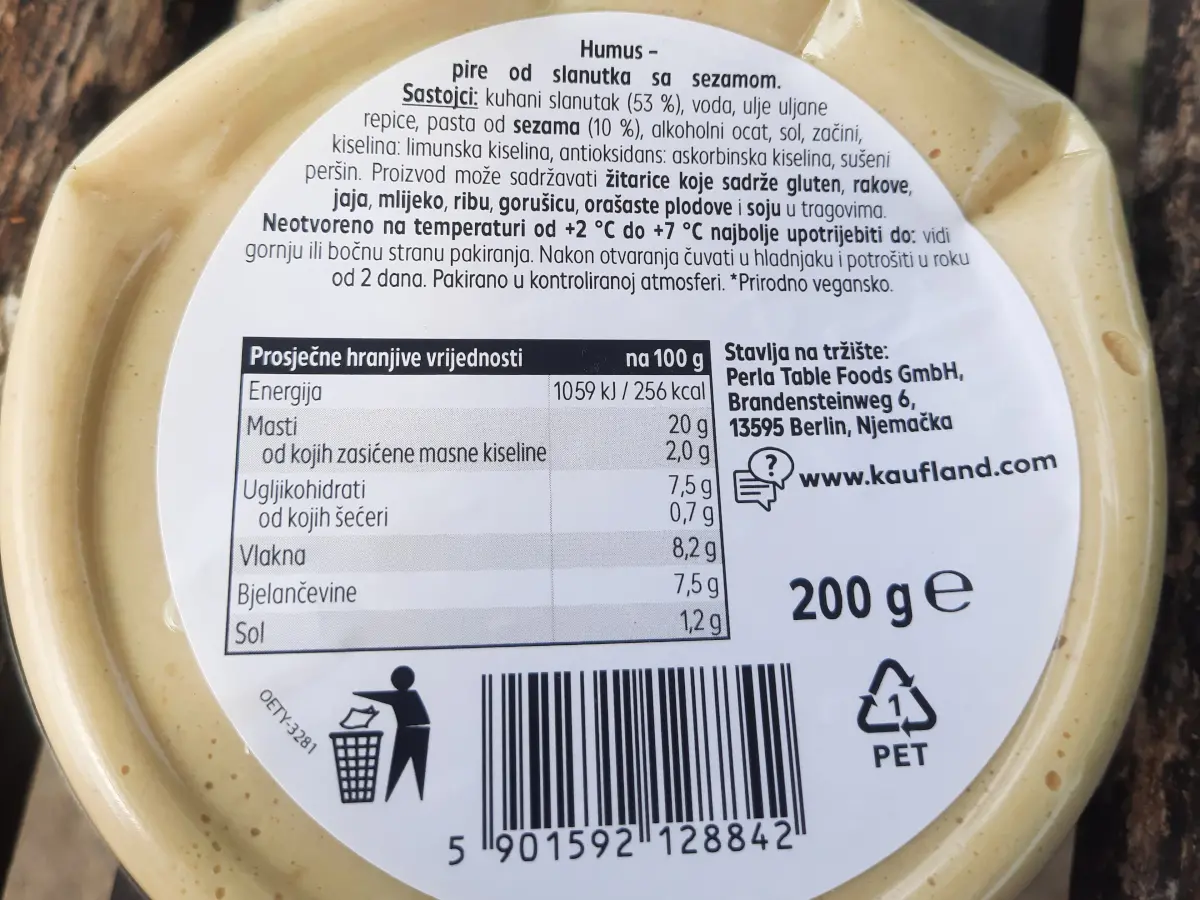 Humus -
pire od slanutka sa sezamom.
Sastojci: kuhani slanutak (53 %), voda, ulje uljane
repice, pasta od sezama (10 %), alkoholni ocat, sol, začini,
kiselina: limunska kiselina, antioksidans: askorbinska kiselina, sušeni
peršin. Proizvod može sadržavati žitarice koje sadrže gluten, rakove,
jaja, mlijeko, ribu, gorušicu, orašaste plodove i soju u tragovima.
Neotvoreno na temperaturi od +2 °C do +7 °C najbolje upotrijebiti do: vidi
gornju ili bočnu stranu pakiranja. Nakon otvaranja čuvati u hladnjaku i potrošiti u roku
od 2 dana. Pakirano u kontroliranoj atmosferi. *Prirodno vegansko.
Prosječne hranjive vrijednosti na 100 g
Energija 1059 kJ / 256 kcal
Masti 20 g
od kojih zasićene masne kiseline 2,0 g
Ugljikohidrati 7,5 g
od kojih šećeri 0,7 g
Vlakna 8,2 g
Bjelančevine 7,5 g
Sol 1,2 g
Stavlja na tržište:
Perla Table Foods GmbH,
Brandensteinweg 6,
13595 Berlin, Njemačka
?
www.kaufland.com
200 g e
OETY-3281
5 901592 128842
1
PET